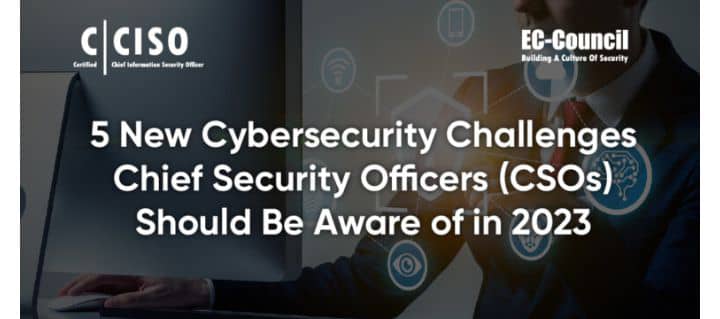 C|CISO
Certified Chief Information Security Officer
EC-Council
Building A Culture Of Security
5 New Cybersecurity Challenges
Chief Security Officers (CSOs)
Should Be Aware of in 2023